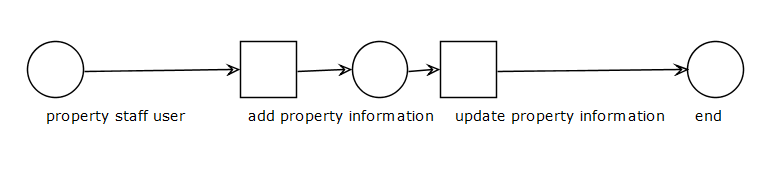 property staff user add property information update property information end